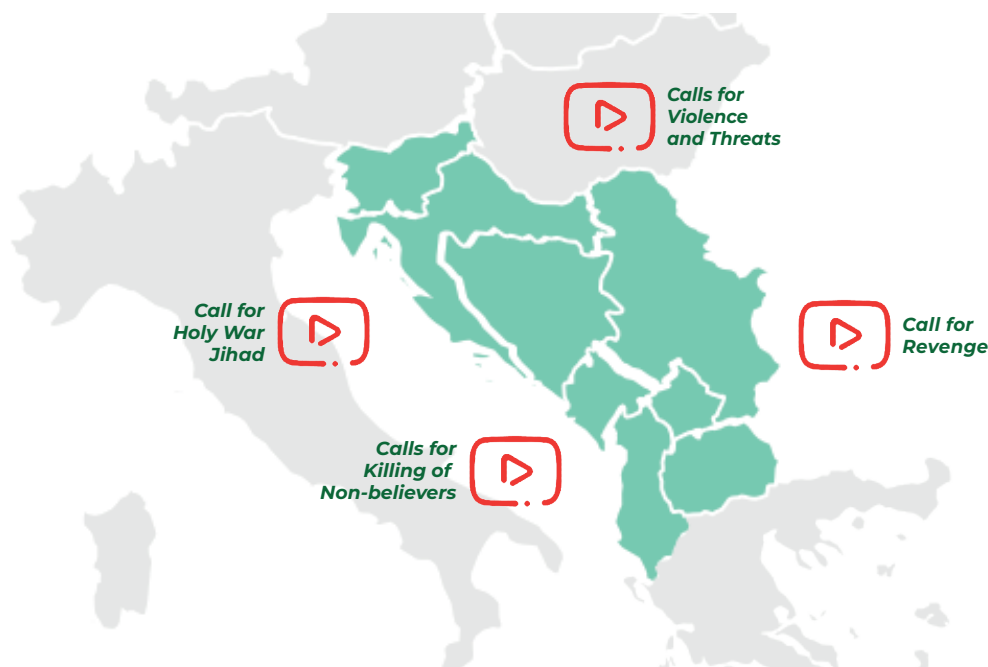 Calls for
Violence
and Threats
Call for
Holy War
Jihad
Call for
Revenge
Calls for
Killing of
Non-believers